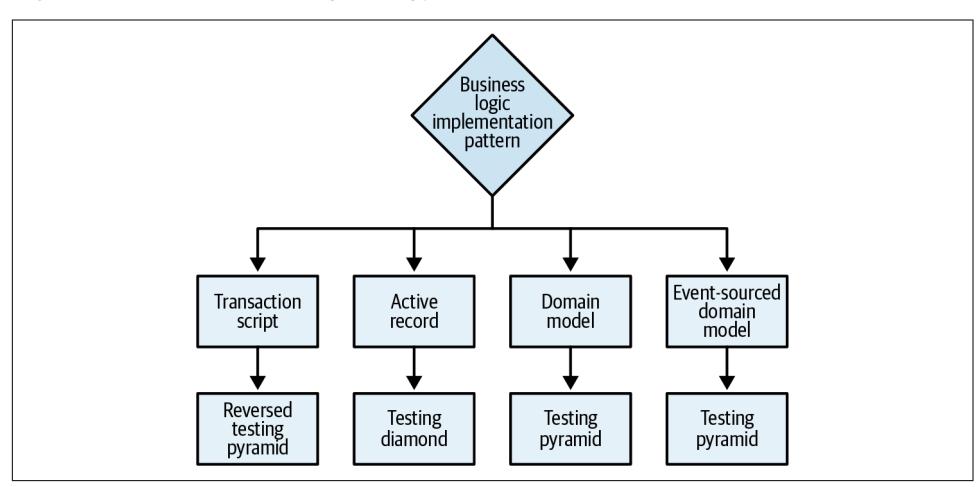 Business
logic
implementation
pattern
Transaction
script
Active
record
Domain
model
Event-sourced
domain
model
Reversed
testing
pyramid
Testing
diamond
Testing
pyramid
Testing
pyramid